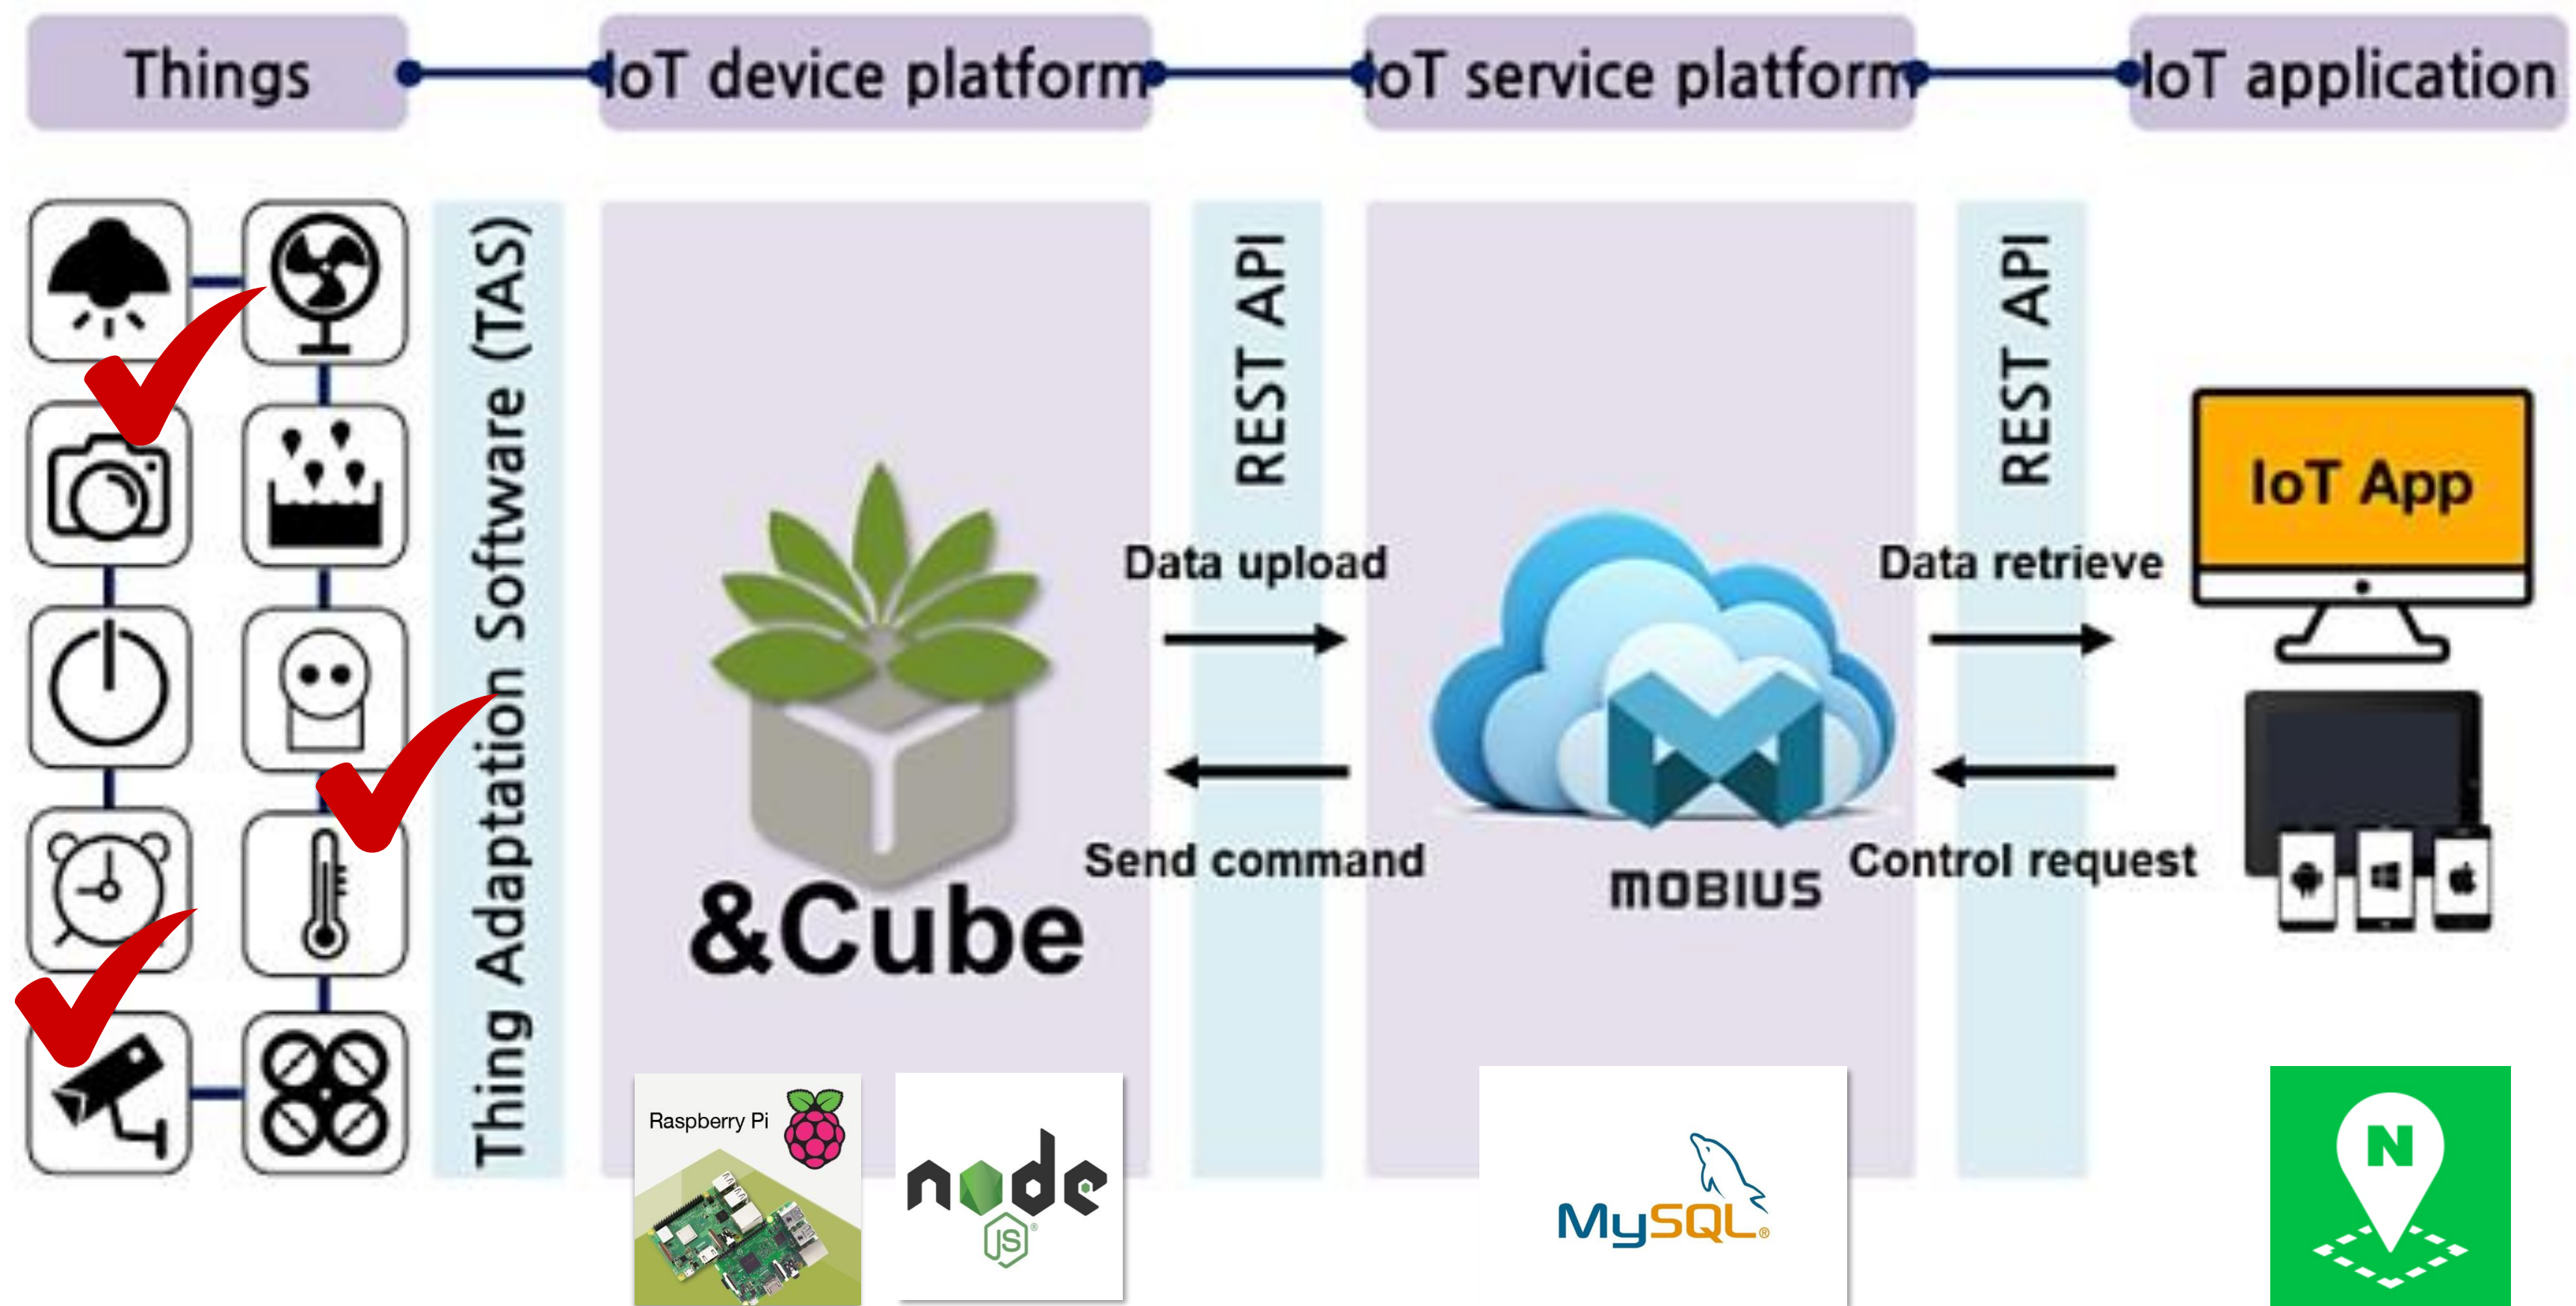 Things
IoT device platform
IoT service platform
IoT application
Thing Adaptation Software (TAS)
REST API
REST API
Data upload
Send command
Data retrieve
Control request
&Cube
MOBIUS
IoT App
Raspberry Pi
node
JS
MySQL®
N